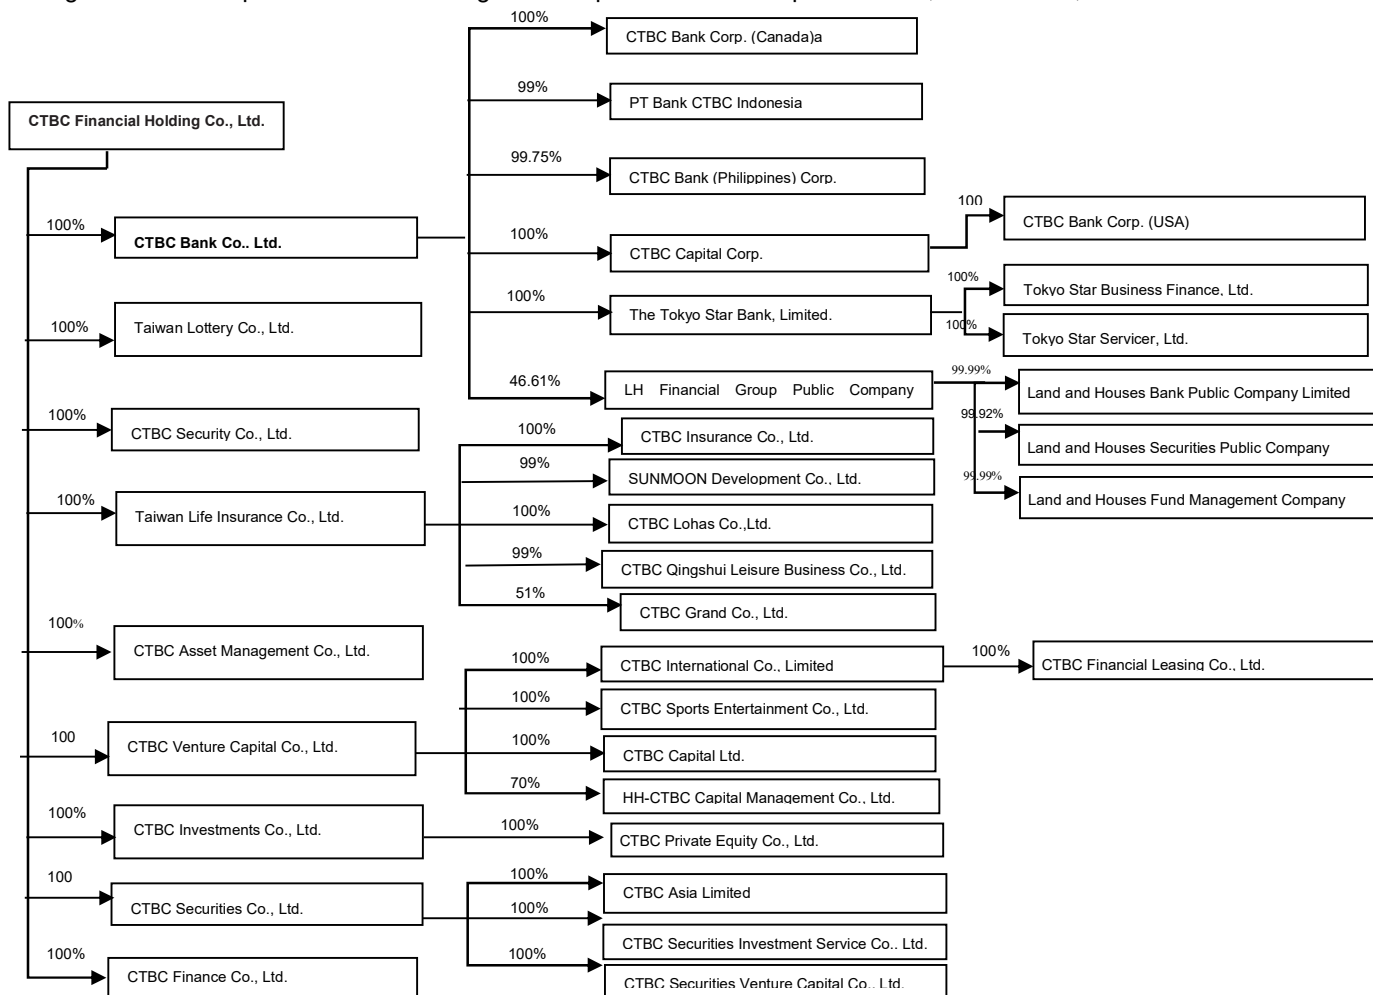 100%
CTBC Bank Corp. (Canada)a
99%
PT Bank CTBC Indonesia
CTBC Financial Holding Co., Ltd.
99.75%
CTBC Bank (Philippines) Corp.
100
CTBC Bank Corp. (USA)
100%
CTBC Bank Co.. Ltd.
100%
CTBC Capital Corp.
100%
Tokyo Star Business Finance, Ltd.
100%
The Tokyo Star Bank, Limited.
100%
Tokyo Star Servicer, Ltd.
100%
Taiwan Lottery Co., Ltd.
46.61%
LH Financial Group Public Company
99.99%
Land and Houses Bank Public Company Limited
99.92%
Land and Houses Securities Public Company
99.99%
Land and Houses Fund Management Company
100%
CTBC Security Co., Ltd.
100%
CTBC Insurance Co., Ltd.
99%
SUNMOON Development Co., Ltd.
100%
Taiwan Life Insurance Co., Ltd.
100%
CTBC Lohas Co.,Ltd.
99%
CTBC Qingshui Leisure Business Co., Ltd.
51%
CTBC Grand Co., Ltd.
100%
CTBC Asset Management Co., Ltd.
100%
CTBC International Co., Limited
100%
CTBC Financial Leasing Co., Ltd.
100%
CTBC Sports Entertainment Co., Ltd.
100
CTBC Venture Capital Co., Ltd.
100%
CTBC Capital Ltd.
70%
HH-CTBC Capital Management Co., Ltd.
100%
CTBC Investments Co., Ltd.
100%
CTBC Private Equity Co., Ltd.
100
CTBC Securities Co., Ltd.
100%
CTBC Asia Limited
100%
CTBC Securities Investment Service Co.. Ltd.
100%
CTBC Securities Venture Capital Co.. Ltd.
100%
CTBC Finance Co., Ltd.